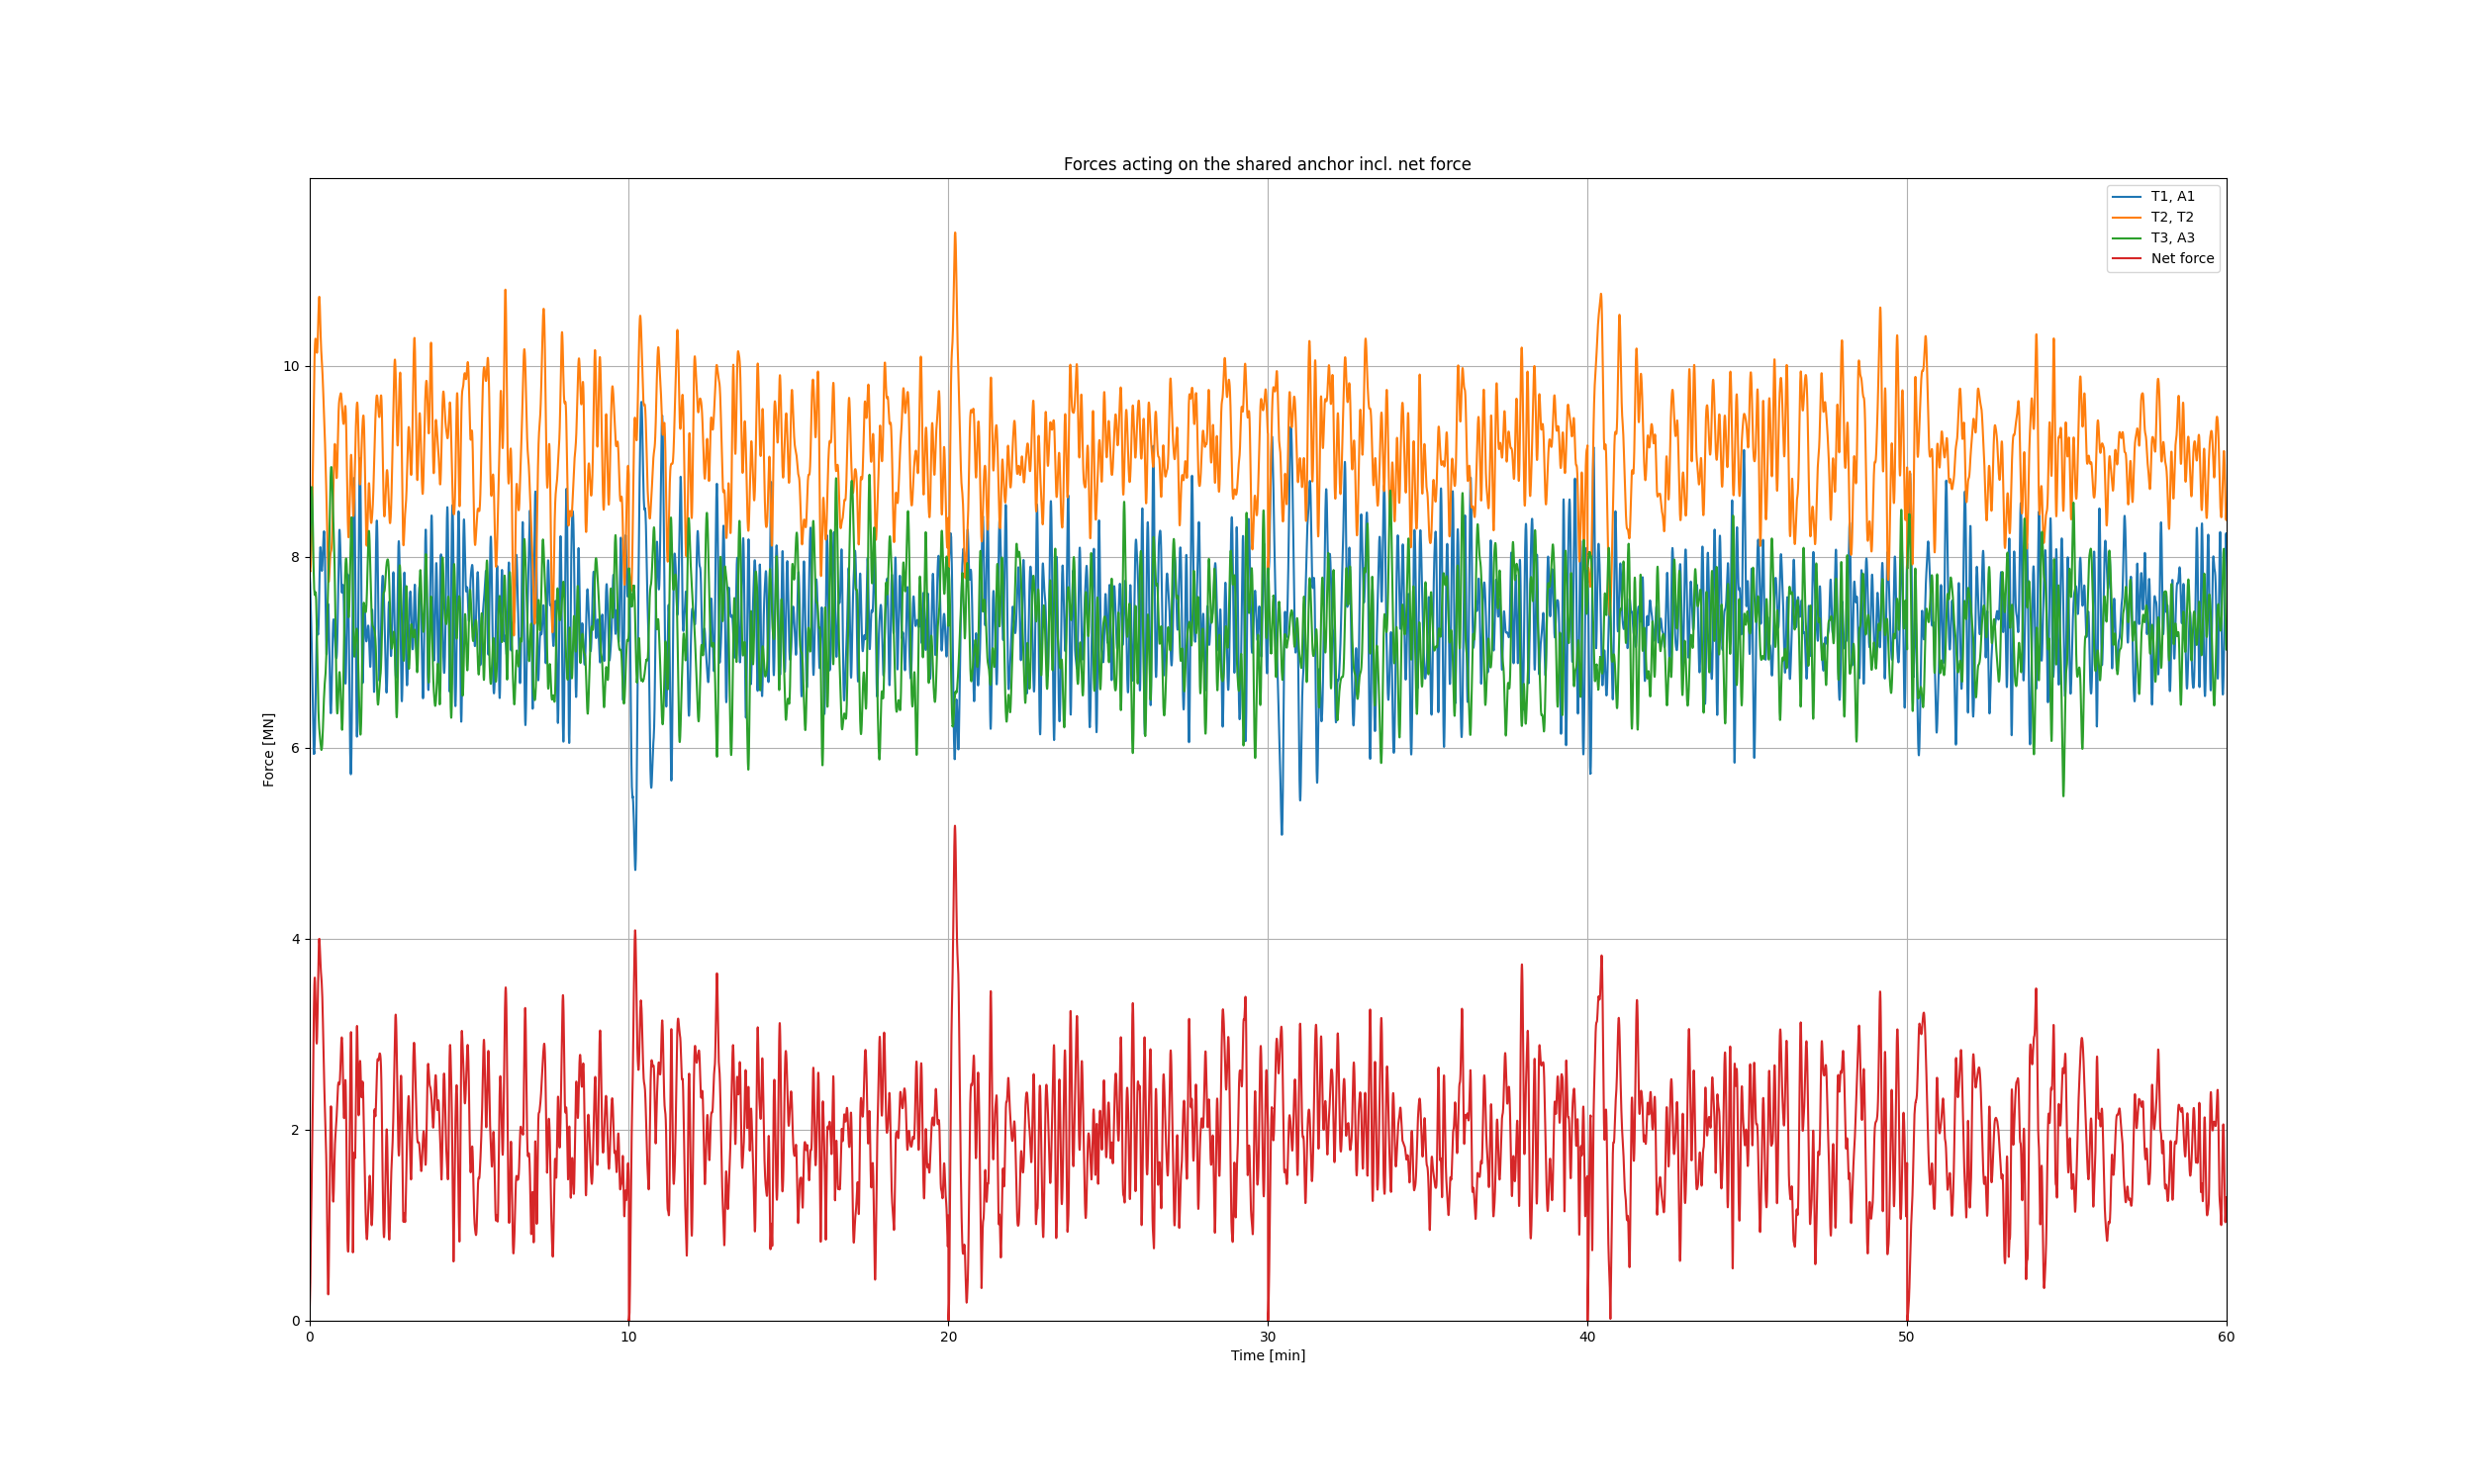 Forces acting on the shared anchor incl. net force
T1, A1
T2, T2
T3, A3
Net force
10
8
6
4
2
0
Force [MN]
0 10 20 30 40 50 60
Time [min]